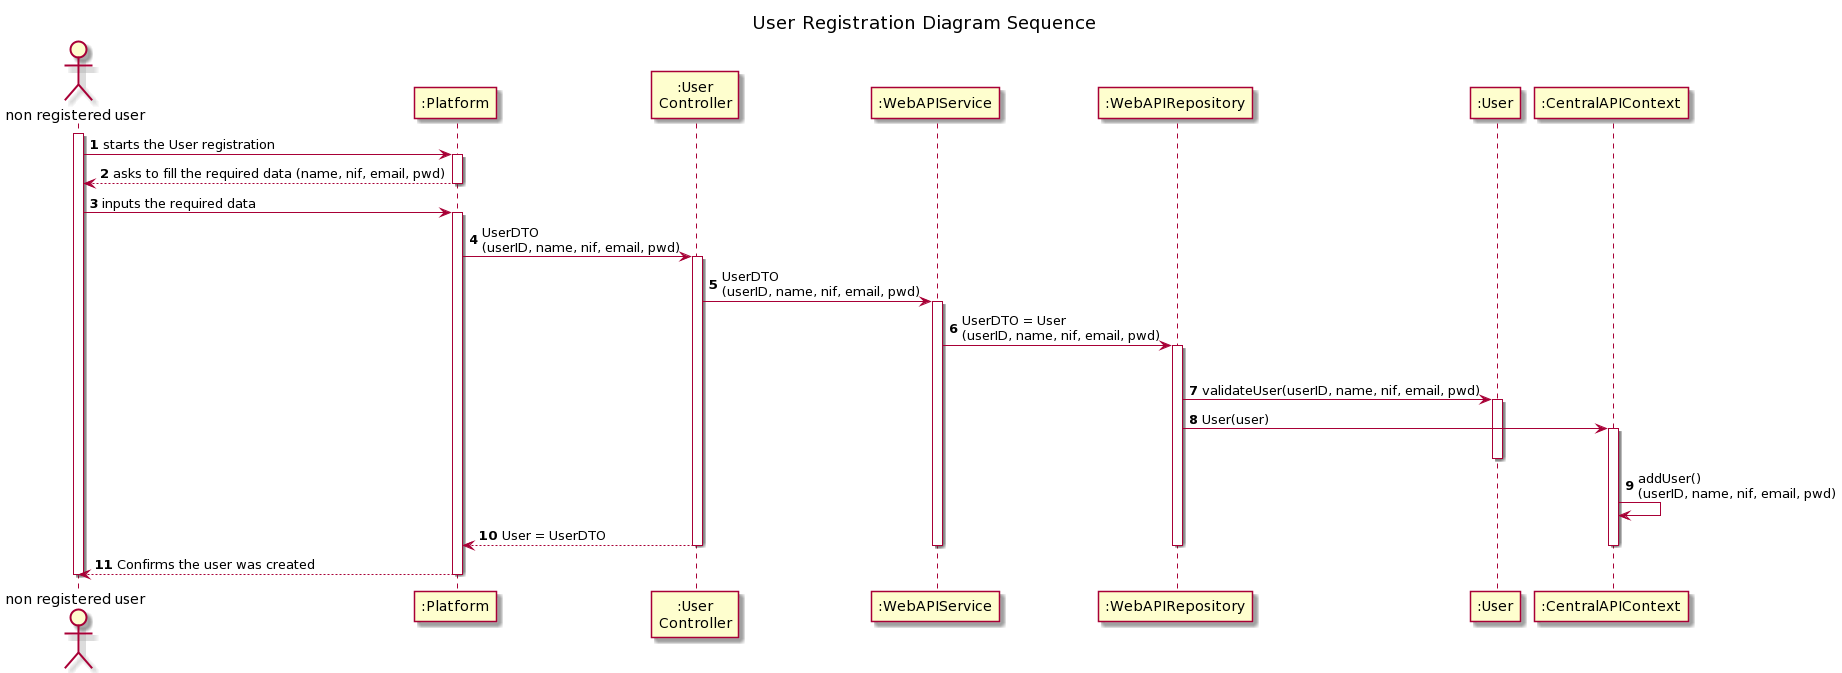 User Registration Diagram Sequence
non registered user
:Platform
:User
Controller
:WebAPIService
:WebAPIRepository
:User
:CentralAPIContext
1 starts the User registration
2 asks to fill the required data (name, nif, email, pwd)
3 inputs the required data
4 UserDTO
(userID, name, nif, email, pwd)
5 UserDTO
(userID, name, nif, email, pwd)
6 UserDTO = User
(userID, name, nif, email, pwd)
7 validateUser(userID, name, nif, email, pwd)
8 User(user)
9 addUser()
(userID, name, nif, email, pwd)
10 User = UserDTO
11 Confirms the user was created
non registered user
:Platform
:User
Controller
:WebAPIService
:WebAPIRepository
:User
:CentralAPIContext